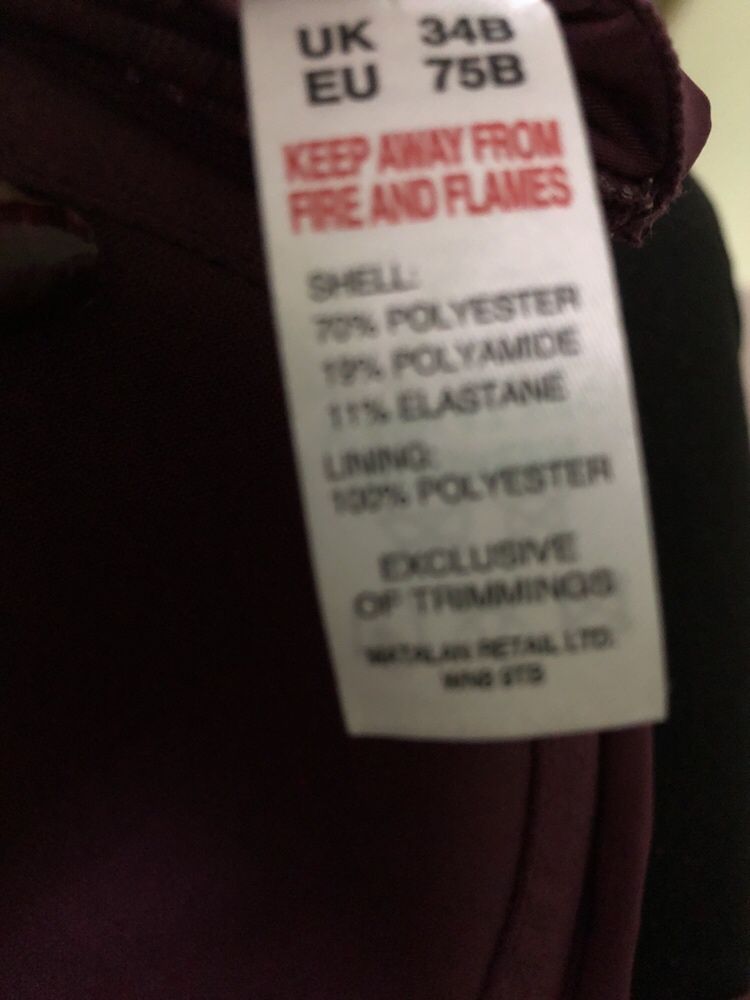 UK 34B
EU 75B
KEEP AWAY FROM
FIRE AND FLAMES
SHELL:
70% POLYESTER
19% POLYAMIDE
11% ELASTANE
LINING:
100% POLYESTER
EXCLUSIVE
OF TRIMMINGS
MATALAN RETAIL LTD.